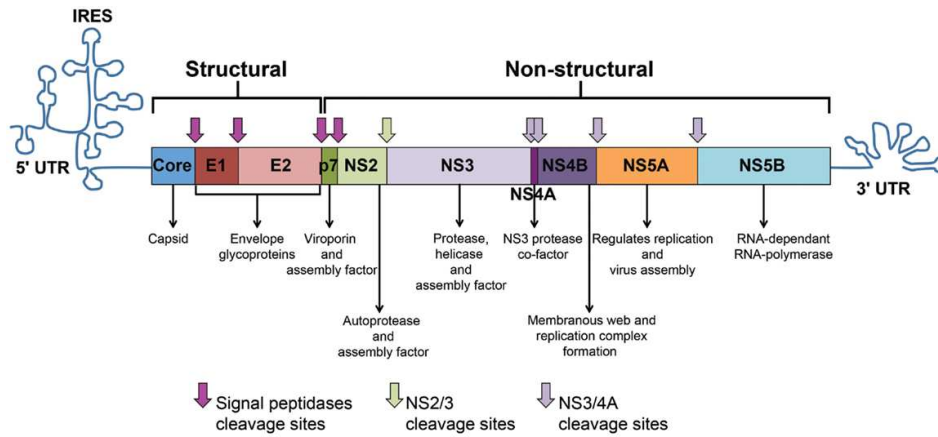 IRES
Structural
Non-structural
5' UTR
Core
E1
E2
p7
NS2
NS3
NS4A
NS4B
NS5A
NS5B
3' UTR
Capsid
Envelope
glycoproteins
Viroporin
and
assembly factor
Autoprotease
and
assembly factor
Protease,
helicase
and
assembly factor
NS3 protease
co-factor
Membranous web and
replication complex
formation
Regulates replication
and
virus assembly
RNA-dependant
RNA-polymerase
Signal peptidases
cleavage sites
NS2/3
cleavage sites
NS3/4A
cleavage sites